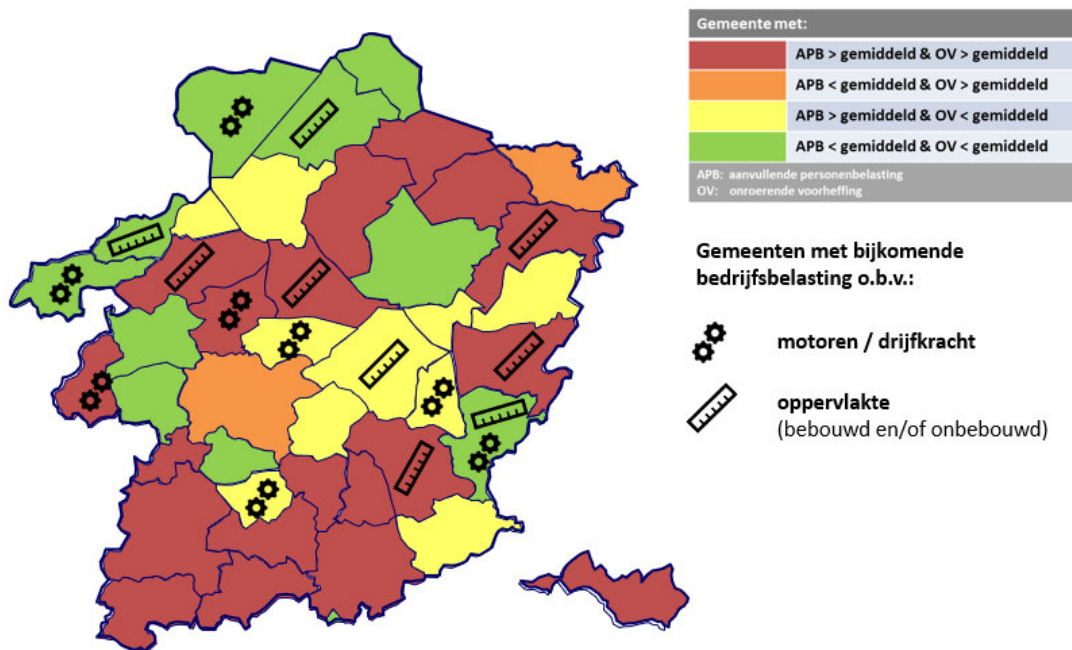 Gemeente met:
APB > gemiddeld & OV > gemiddeld
APB < gemiddeld & OV > gemiddeld
APB > gemiddeld & OV < gemiddeld
APB < gemiddeld & OV < gemiddeld
APB: aanvullende personenbelasting
OV: onroerende voorheffing
Gemeenten met bijkomende
bedrijfsbelasting o.b.v.:
motoren / drijfkracht
oppervlakte
(bebouwd en/of onbebouwd)